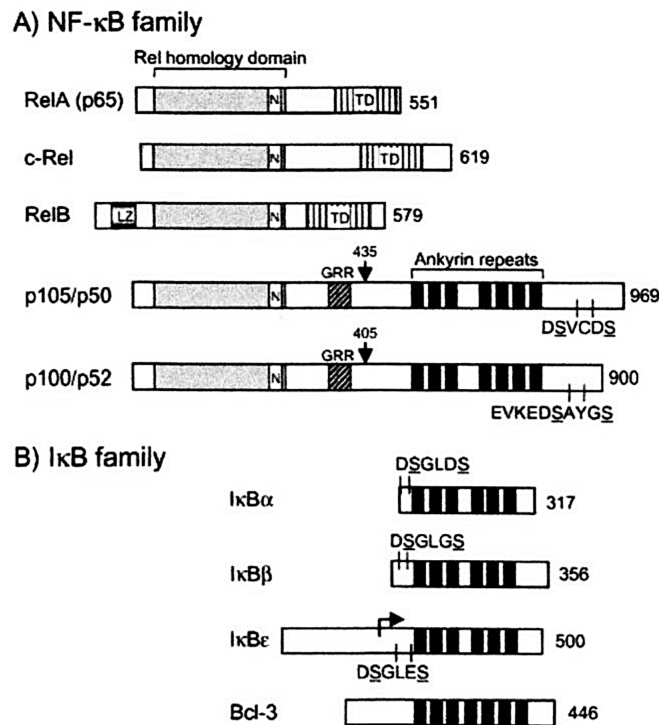 A) NF-κB family
Rel homology domain
RelA (p65) N TD 551
c-Rel N TD 619
RelB LZ N TD 579
435
GRR Ankyrin repeats
p105/p50 N 969
DSVCDS
405
GRR
p100/p52 N 900
EVKEDSAYGS
B) IκB family
DSGLDS
IκBα 317
DSGLGS
IκBβ 356
IκBε 500
DSGLES
Bcl-3 446